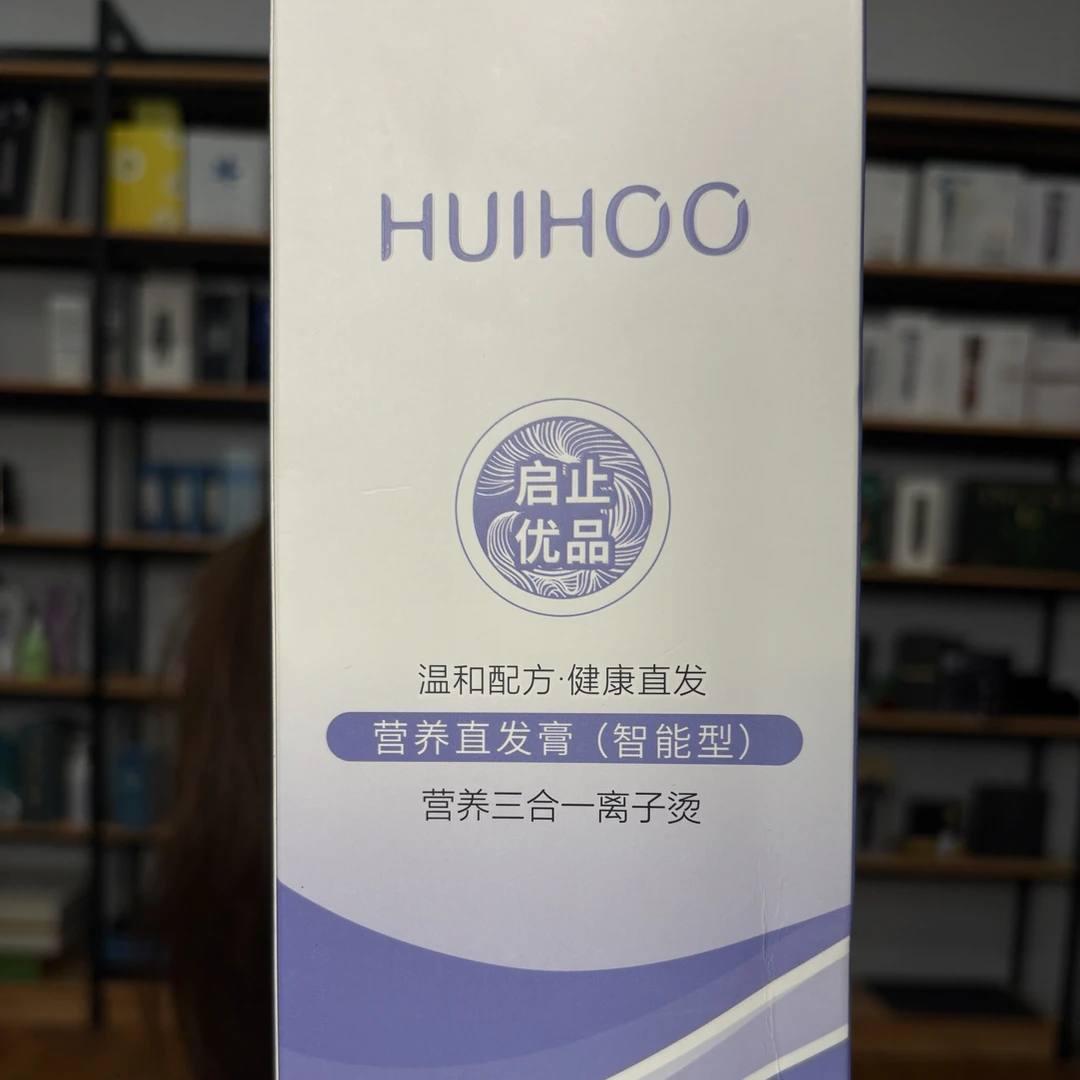 HUIHOO
启止
优品
温和配方·健康直发
营养直发膏（智能型）
营养三合一离子烫